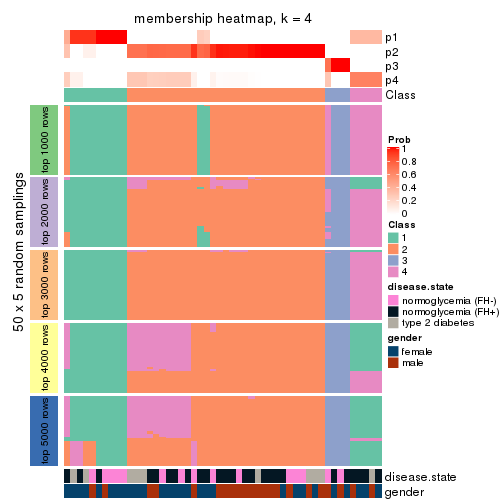 membership heatmap, k = 4
p1
p2
p3
p4
Class
50 x 5 random samplings
top 1000 rows
top 2000 rows
top 3000 rows
top 4000 rows
top 5000 rows
Prob
1
0.8
0.6
0.4
0.2
0
Class
1
2
3
4
disease.state
normoglycemia (FH-)
normoglycemia (FH+)
type 2 diabetes
gender
female
male
disease.state
gender